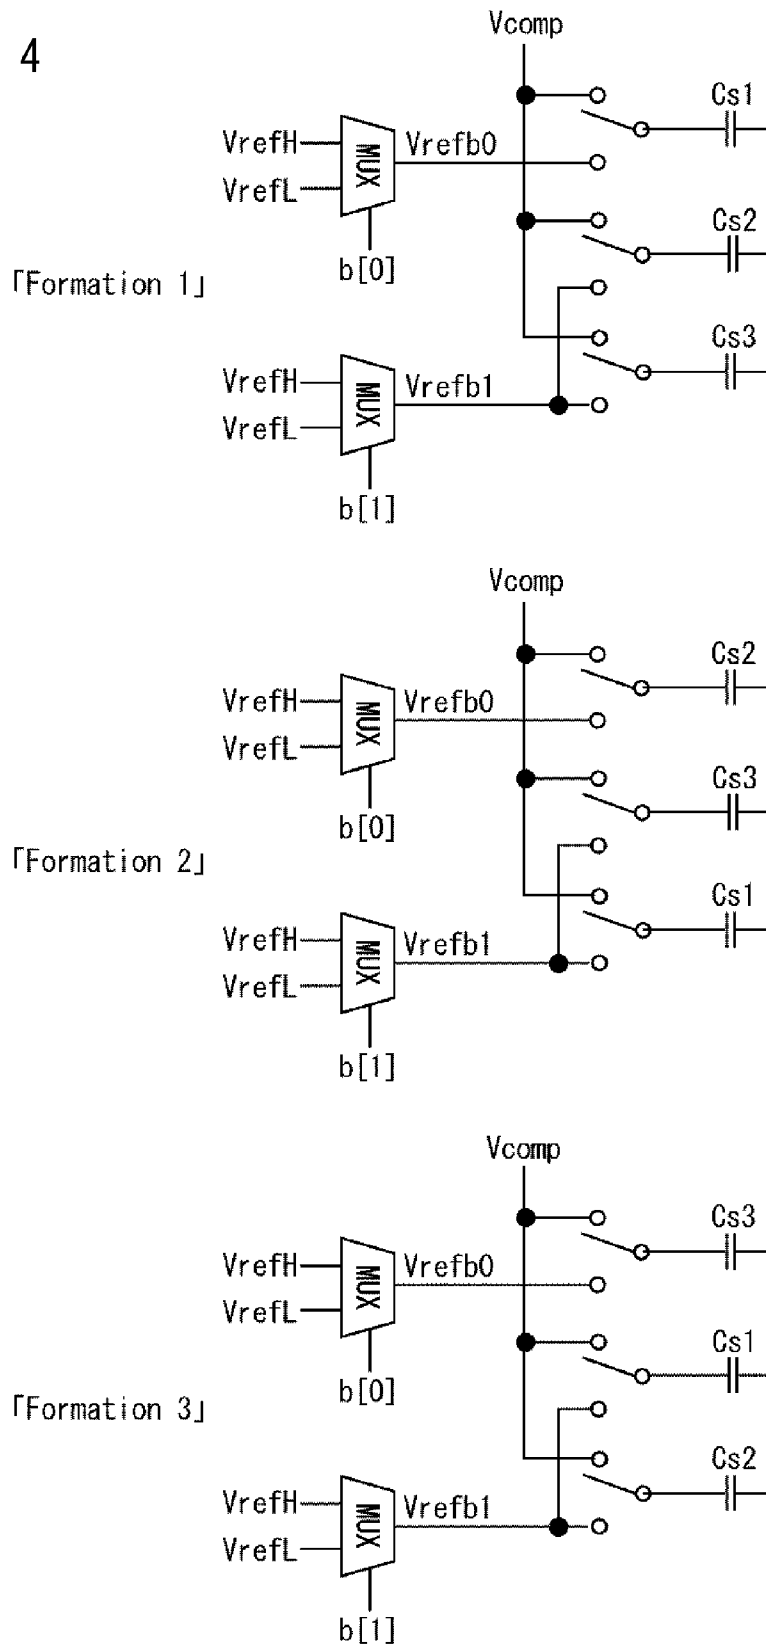 4
Vcomp
Cs1
VrefH
MUX
Vrefb0
VrefL
Cs2
b[0]
「Formation 1」
Cs3
VrefH
MUX
Vrefb1
VrefL
b[1]
Vcomp
Cs2
VrefH
MUX
Vrefb0
VrefL
Cs3
b[0]
「Formation 2」
Cs1
VrefH
MUX
Vrefb1
VrefL
b[1]
Vcomp
Cs3
VrefH
MUX
Vrefb0
VrefL
Cs1
b[0]
「Formation 3」
Cs2
VrefH
MUX
Vrefb1
VrefL
b[1]